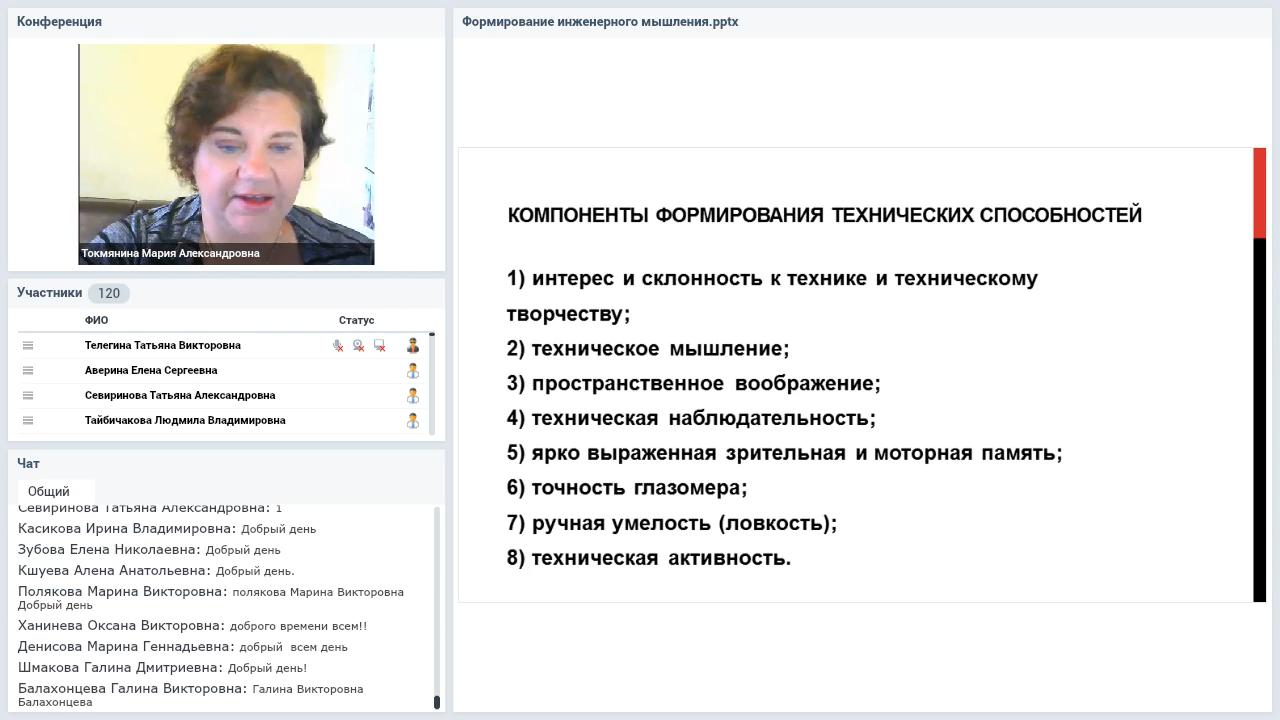 Конференция
Токмянина Мария Александровна
Участники 120
ФИО Статус
Телегина Татьяна Викторовна
Аверина Елена Сергеевна
Севиринова Татьяна Александровна
Тайбичакова Людмила Владимировна
Чат
Общий
Севиринова Татьяна Александровна: 1
Касикова Ирина Владимировна: Добрый день
Зубова Елена Николаевна: Добрый день
Кшуева Алена Анатольевна: Добрый день.
Полякова Марина Викторовна: полякова Марина Викторовна
Добрый день
Ханинева Оксана Викторовна: доброго времени всем!!
Денисова Марина Геннадьевна: добрый всем день
Шмакова Галина Дмитриевна: Добрый день!
Балахонцева Галина Викторовна: Галина Викторовна
Балахонцева
Формирование инженерного мышления.pptx
КОМПОНЕНТЫ ФОРМИРОВАНИЯ ТЕХНИЧЕСКИХ СПОСОБНОСТЕЙ
1) интерес и склонность к технике и техническому
творчеству;
2) техническое мышление;
3) пространственное воображение;
4) техническая наблюдательность;
5) ярко выраженная зрительная и моторная память;
6) точность глазомера;
7) ручная умелость (ловкость);
8) техническая активность.